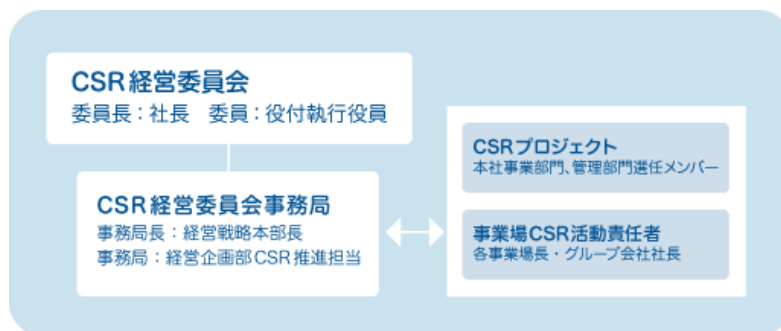 CSR経営委員会
委員長：社長　委員：役付執行役員
CSR経営委員会事務局
事務局長：経営戦略本部長
事務局：経営企画部CSR推進担当
CSRプロジェクト
本社事業部門、管理部門選任メンバー
事業場CSR活動責任者
各事業場長・グループ会社社長